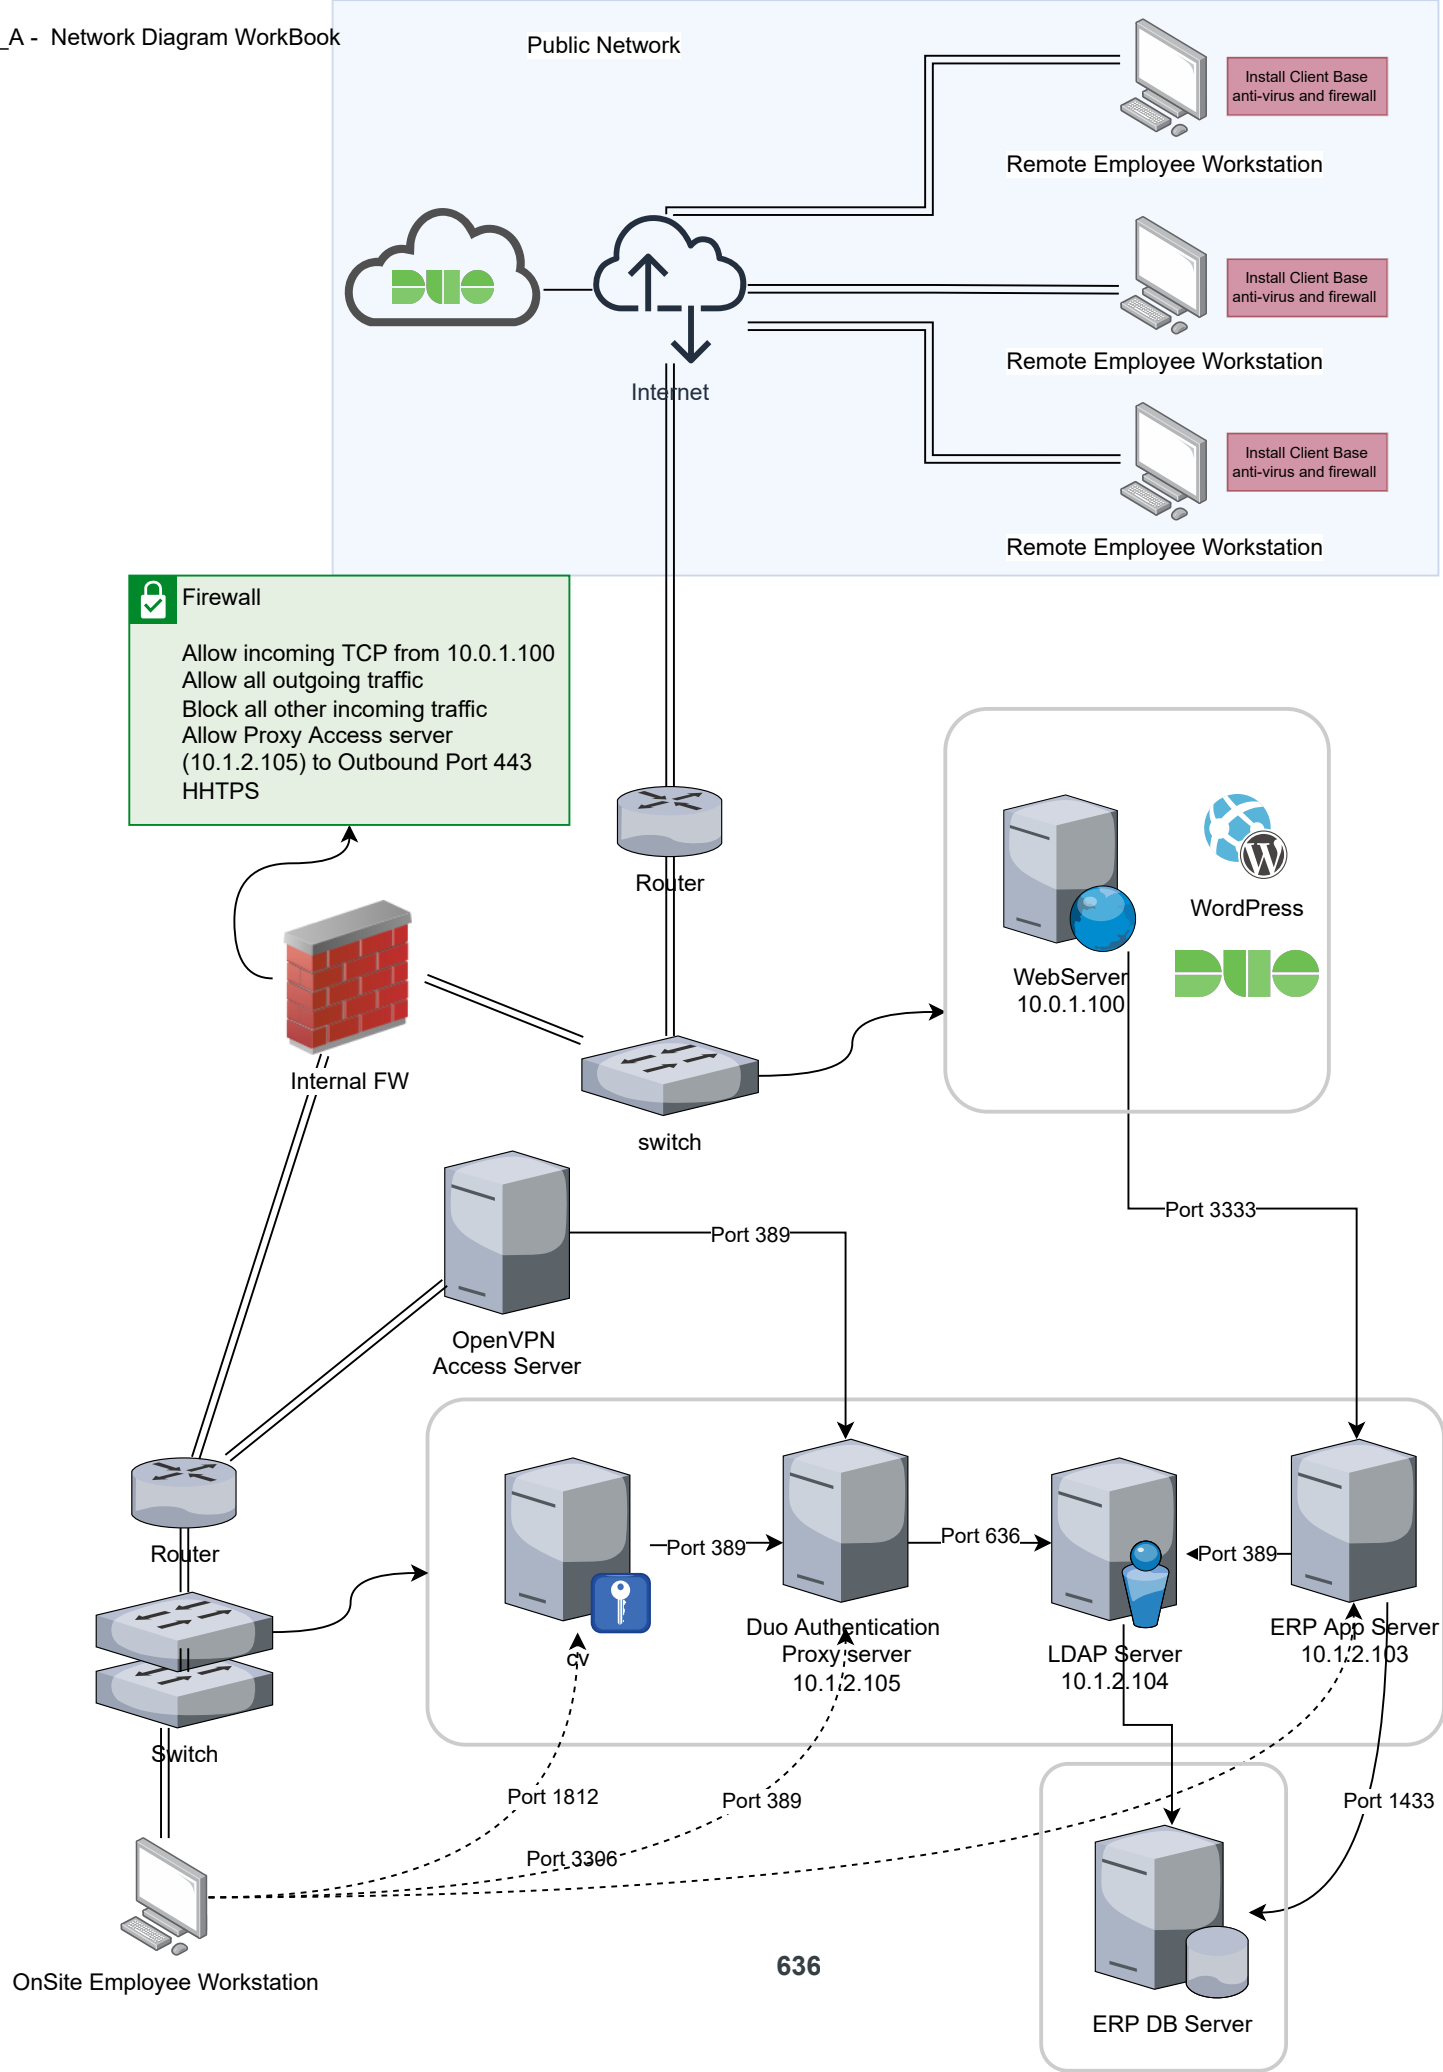 _A -  Network Diagram WorkBook
Public Network
Install Client Base
anti-virus and firewall
Remote Employee Workstation
DUO
Install Client Base
anti-virus and firewall
Remote Employee Workstation
Internet
Install Client Base
anti-virus and firewall
Remote Employee Workstation
Firewall
Allow incoming TCP from 10.0.1.100
Allow all outgoing traffic
Block all other incoming traffic
Allow Proxy Access server
(10.1.2.105) to Outbound Port 443
HHTPS
Router
W
WordPress
WebServer
10.0.1.100
DUO
Internal FW
switch
Port 3333
Port 389
OpenVPN
Access Server
Router
Port 389
Port 636
Port 389
cv
Duo Authentication
Proxy server
10.1.2.105
LDAP Server
10.1.2.104
ERP App Server
10.1.2.103
Switch
Port 1812
Port 389
Port 1433
Port 3306
OnSite Employee Workstation
636
ERP DB Server